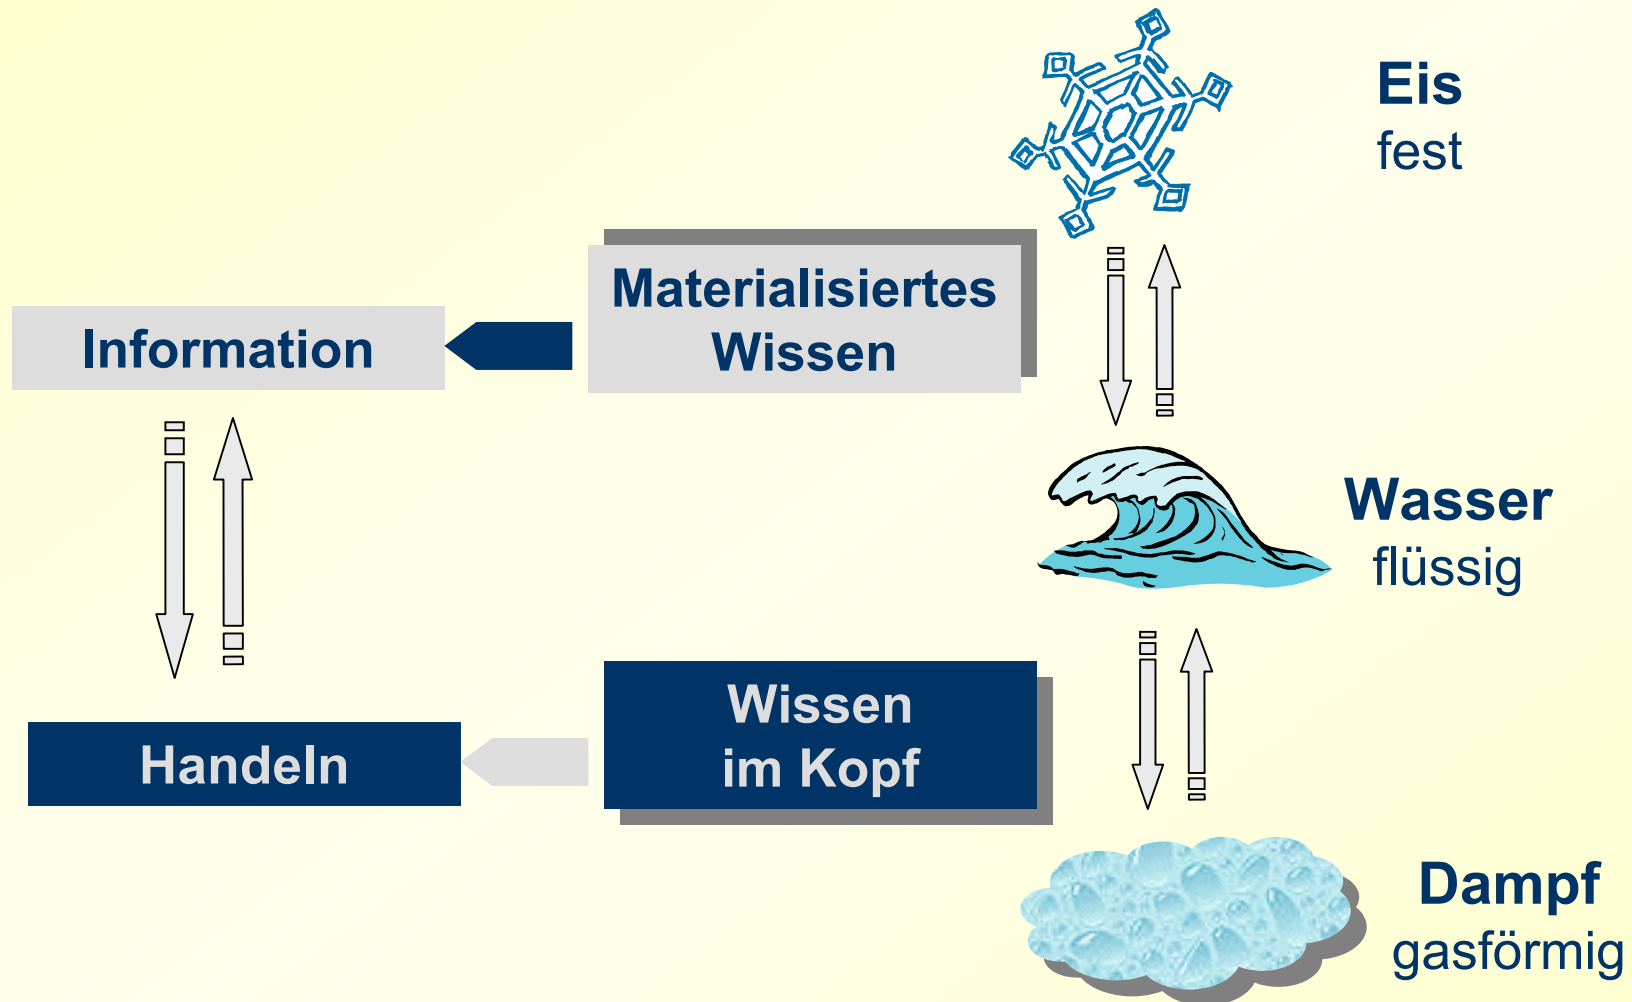 Eis
fest
Materialisiertes
Wissen
Information
Wasser
flüssig
Wissen
im Kopf
Handeln
Dampf
gasförmig